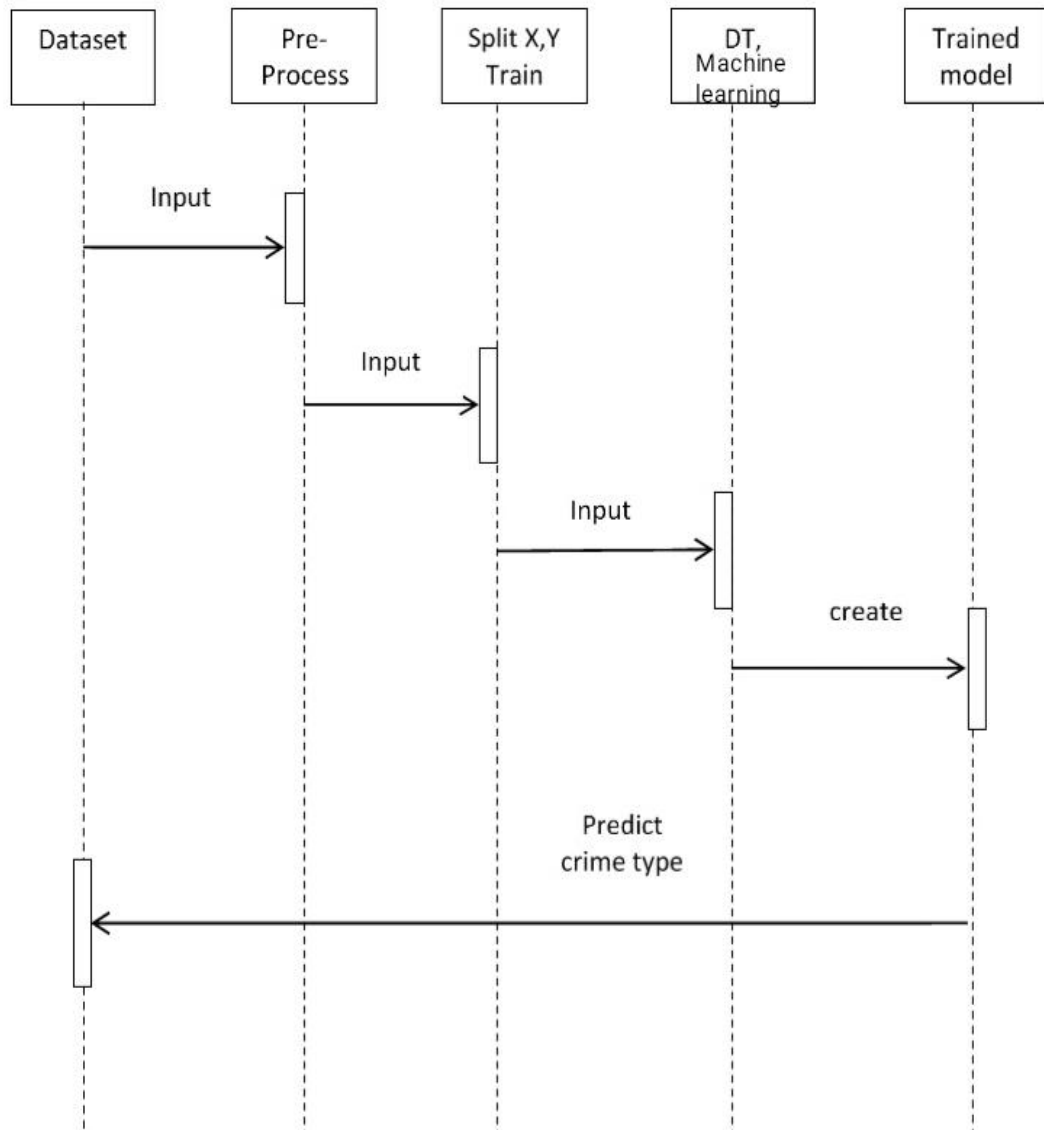 Dataset
Pre-
Process
Split X,Y
Train
DT,
Machine
learning
Trained
model
Input
Input
Input
create
Predict
crime type